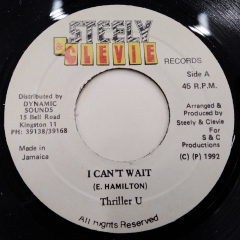 STEELY
& CLEVIE
RECORDS
Side A
45 R.P.M.
Distributed by
DYNAMIC
SOUNDS
15 Bell Road
Kingston 11
PH: 39138/39168
Made in
Jamaica
Arranged &
Produced by
Steely & Clevie
For
S & C
Productions
(C) (P) 1992
I CAN'T WAIT
(E. HAMILTON)
Thriller U
All rights Reserved